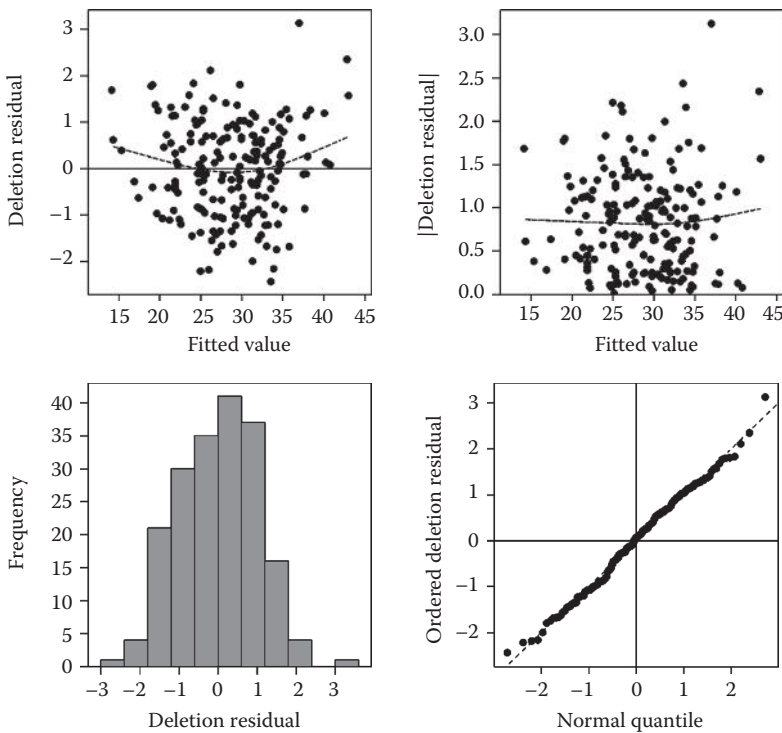 Deletion residual
3
2
1
0
−1
−2
15 20 25 30 35 40 45
Fitted value
|Deletion residual|
3.0
2.5
2.0
1.5
1.0
0.5
0.0
15 20 25 30 35 40 45
Fitted value
Frequency
40
35
30
25
20
15
10
5
0
−3 −2 −1 0 1 2 3
Deletion residual
Ordered deletion residual
3
2
1
0
−1
−2
−2 −1 0 1 2
Normal quantile